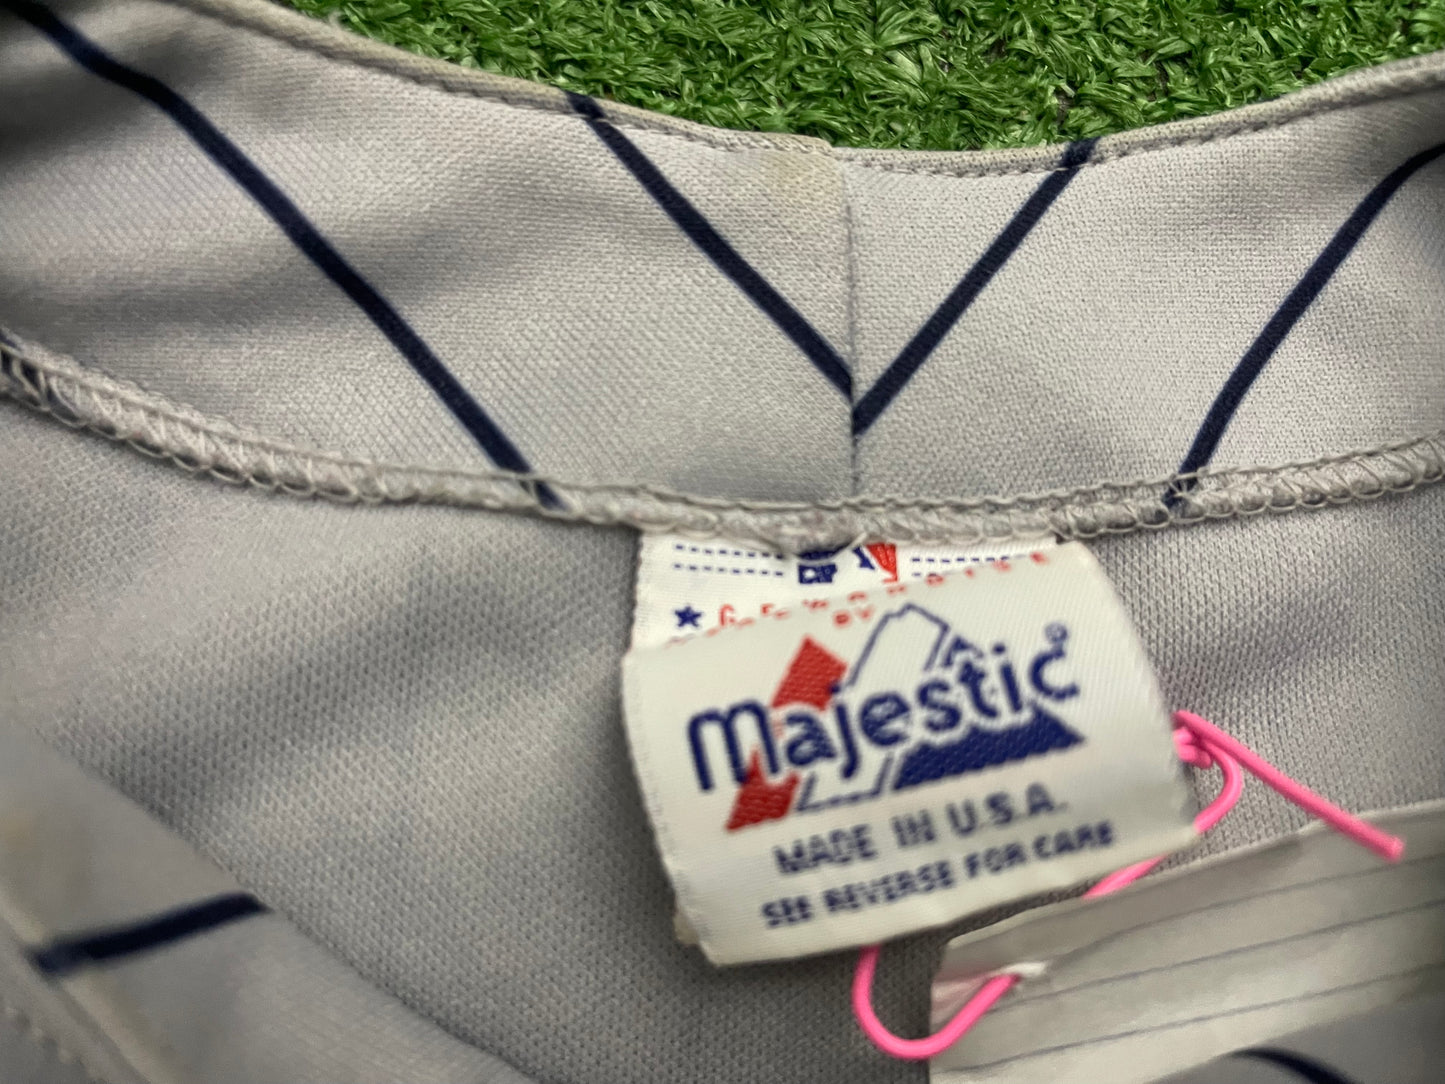 Majestic®
MADE IN U.S.A.
SEE REVERSE FOR CARE